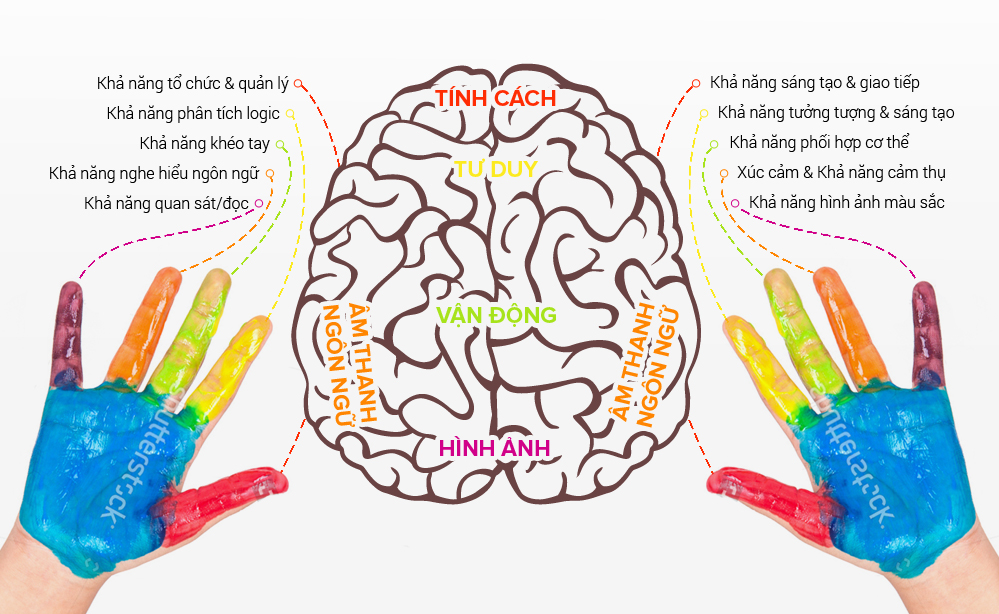 Khả năng tổ chức & quản lý
Khả năng phân tích logic
Khả năng khéo tay
Khả năng nghe hiểu ngôn ngữ
Khả năng quan sát/đọc
TÍNH CÁCH
TƯ DUY
VẬN ĐỘNG
ÂM THANH
NGÔN NGỮ
ÂM THANH
NGÔN NGỮ
HÌNH ẢNH
Khả năng sáng tạo & giao tiếp
Khả năng tưởng tượng & sáng tạo
Khả năng phối hợp cơ thể
Xúc cảm & Khả năng cảm thụ
Khả năng hình ảnh màu sắc
shutterstock
shutterstock